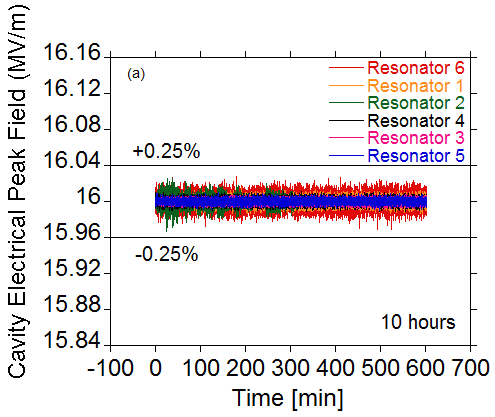 Cavity Electrical Peak Field (MV/m)
16.16
16.12
16.08
16.04
16
15.96
15.92
15.88
15.84
(a)
Resonator 6
Resonator 1
Resonator 2
Resonator 4
Resonator 3
Resonator 5
+0.25%
-0.25%
10 hours
-100 0 100 200 300 400 500 600 700
Time [min]